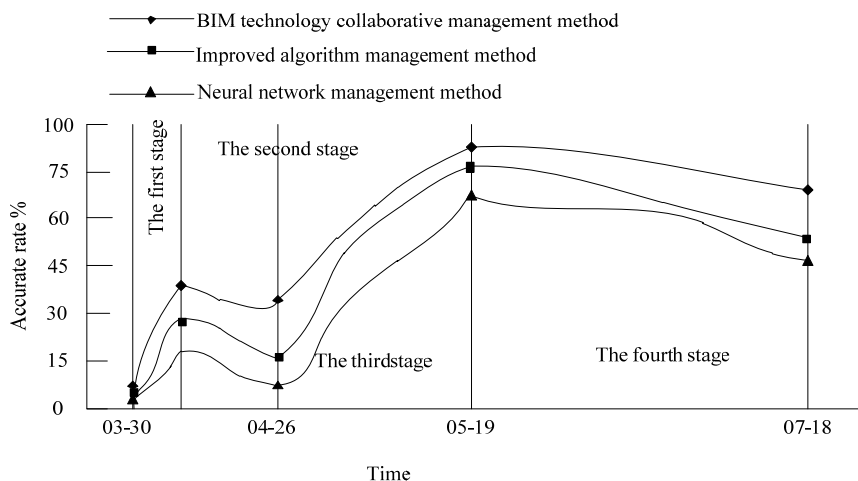 BIM technology collaborative management method
Improved algorithm management method
Neural network management method
100
75
60
45
30
15
0
Accurate rate %
The first stage
The second stage
The thirdstage
The fourth stage
03-30
04-26
05-19
07-18
Time